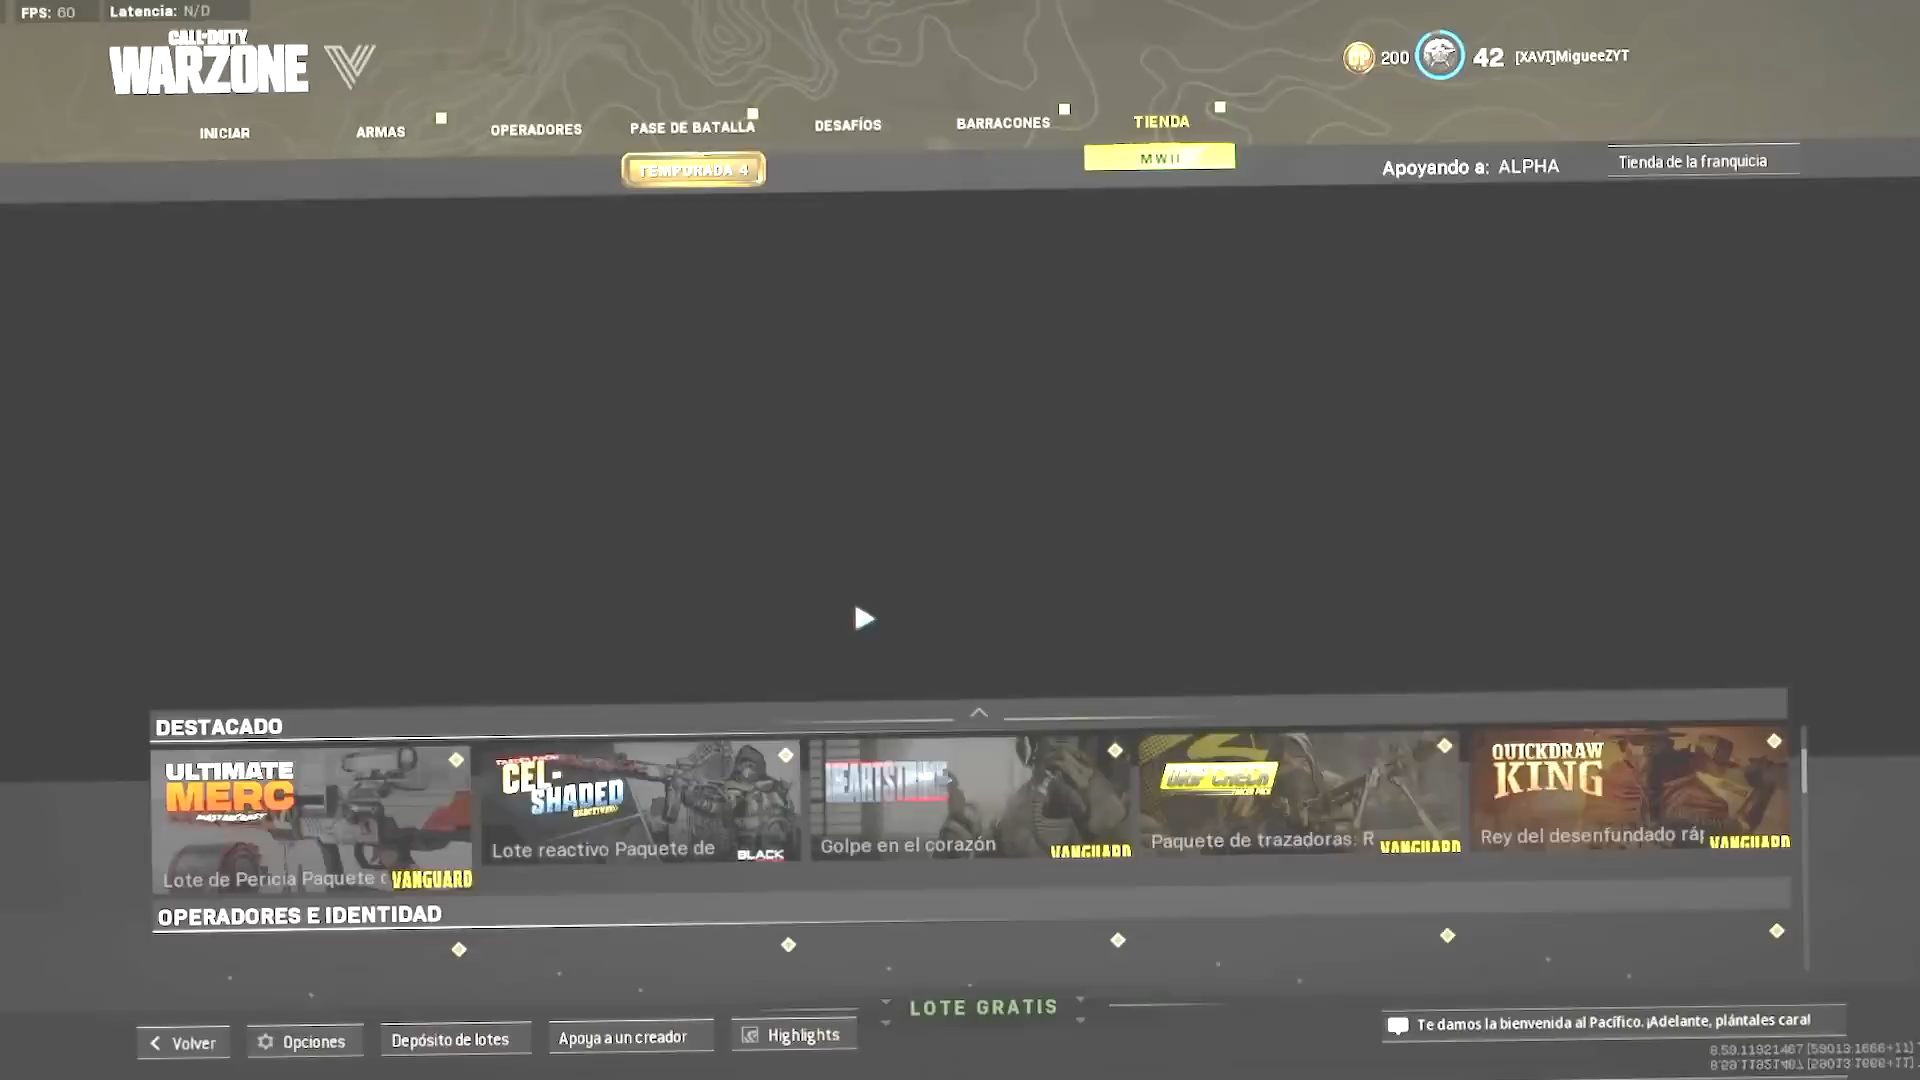 FPS: 60
Latencia: N/D
CALL OF DUTY
WARZONE
200
42
[XAVI]MigueeZYT
INICIAR
ARMAS
OPERADORES
PASE DE BATALLA
DESAFÍOS
BARRACONES
TIENDA
TEMPORADA 4
MWII
Apoyando a: ALPHA
Tienda de la franquicia
DESTACADO
ULTIMATE
MERC
MASTERCRAFT
Lote de Pericia Paquete
VANGUARD
CEL-
SHADED
Lote reactivo Paquete de
BLACK
HEARTSTRIKE
Golpe en el corazón
VANGUARD
Paquete de trazadoras: R
VANGUARD
QUICKDRAW
KING
Rey del desenfundado ráp
VANGUARD
OPERADORES E IDENTIDAD
LOTE GRATIS
Volver
Opciones
Depósito de lotes
Apoya a un creador
Highlights
Te damos la bienvenida al Pacífico. ¡Adelante, plántales cara!